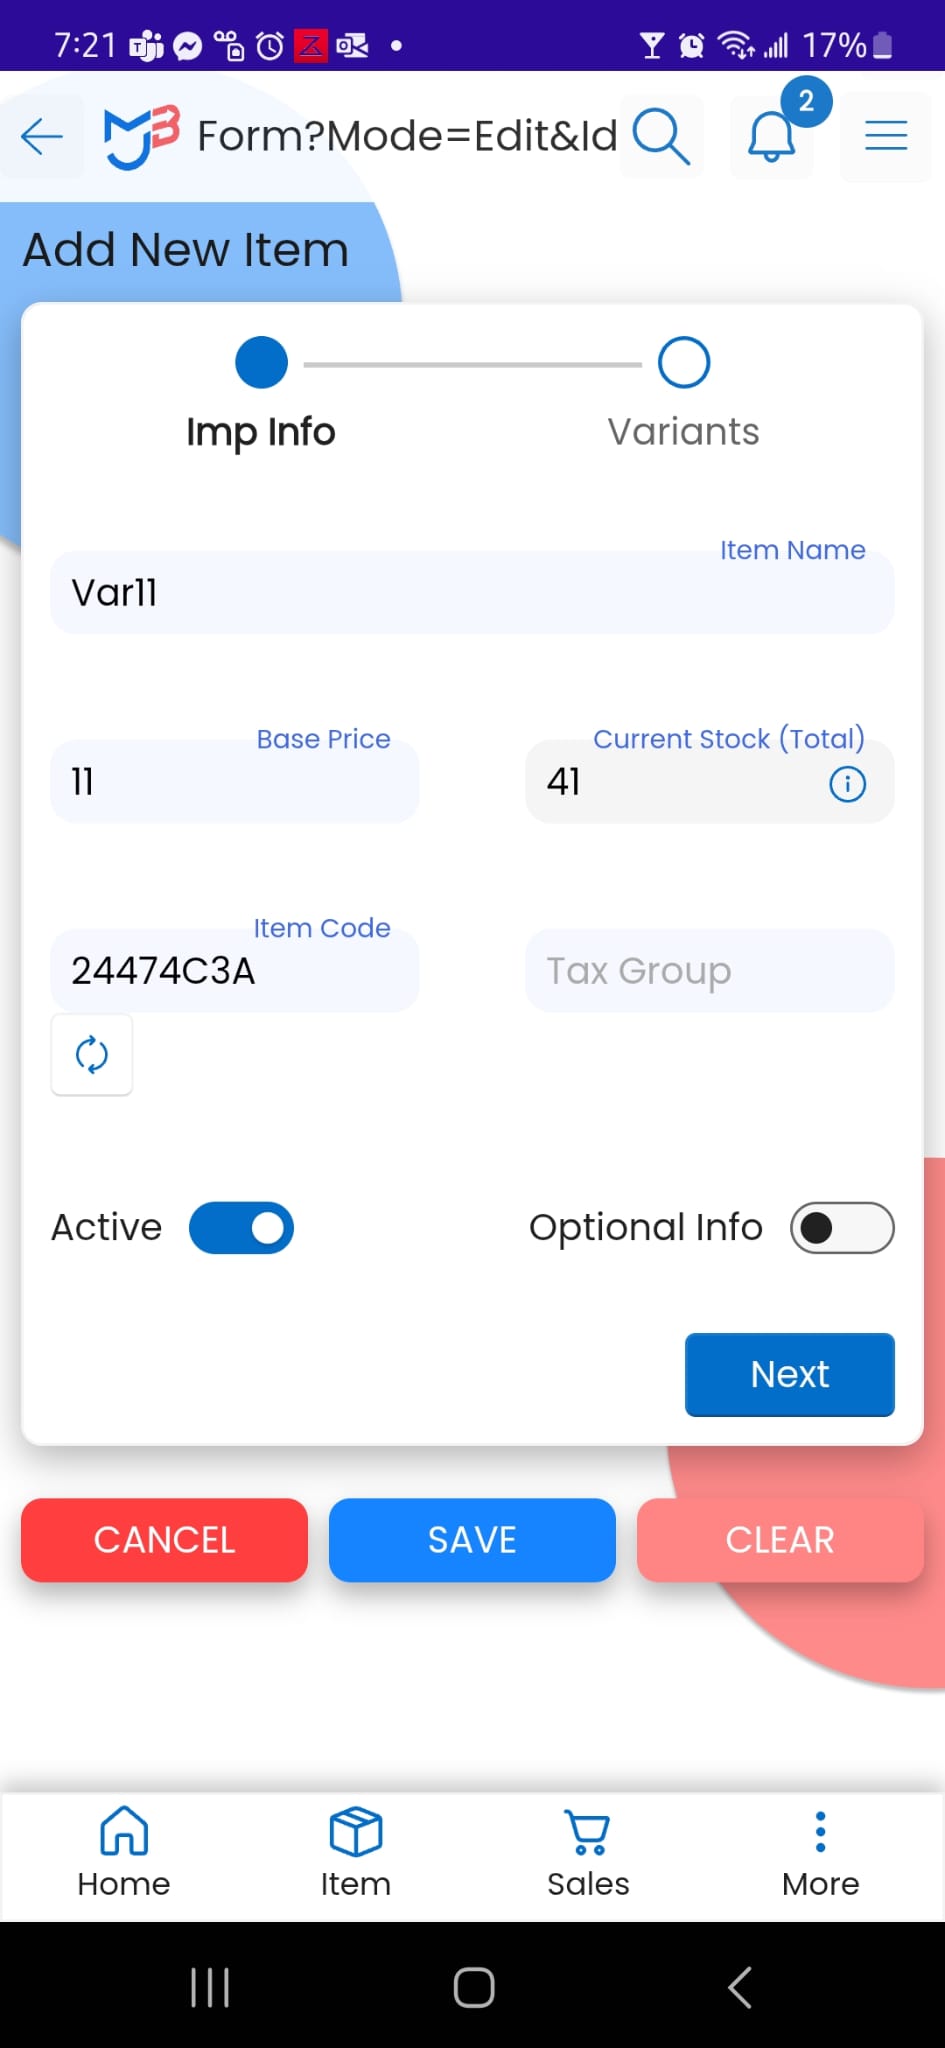 7:21
17%
Form?Mode=Edit&Id
2
Add New Item
Imp Info
Variants
Item Name
Var11
Base Price
Current Stock (Total)
11
41
Item Code
24474C3A
Tax Group
Active
Optional Info
Next
CANCEL
SAVE
CLEAR
Home
Item
Sales
More